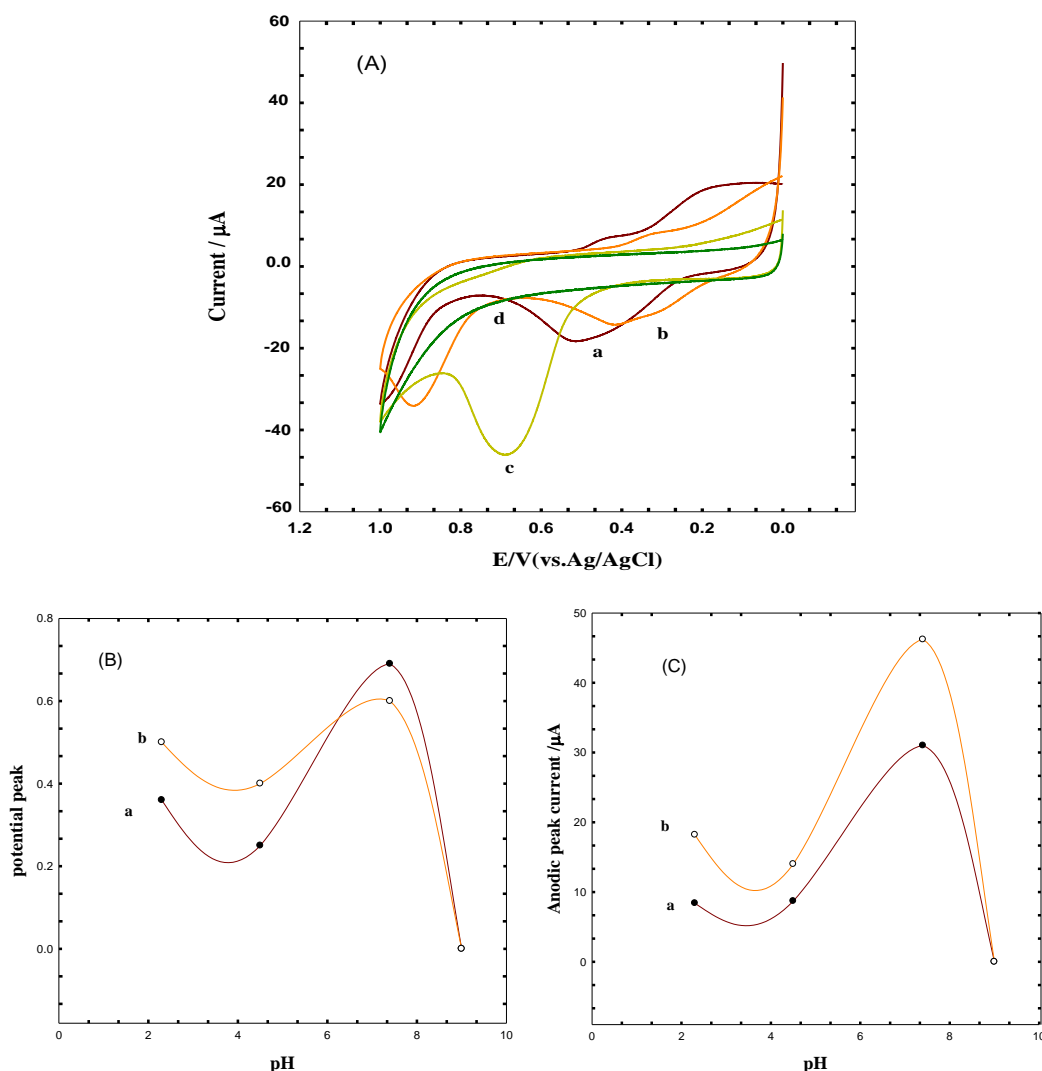 60
(A)
40
Current / µA
20
0.0
d
b
a
-20
-40
c
-60
1.2 1.0 0.8 0.6 0.4 0.2 0.0
E/V(vs.Ag/AgCl)
0.8
(B)
0.6
b
potential peak
0.4
a
0.2
0.0
0 2 4 6 8 10
pH
50
(C)
40
Anodic peak current /µA
30
20
b
10
a
0
0 2 4 6 8 10
pH